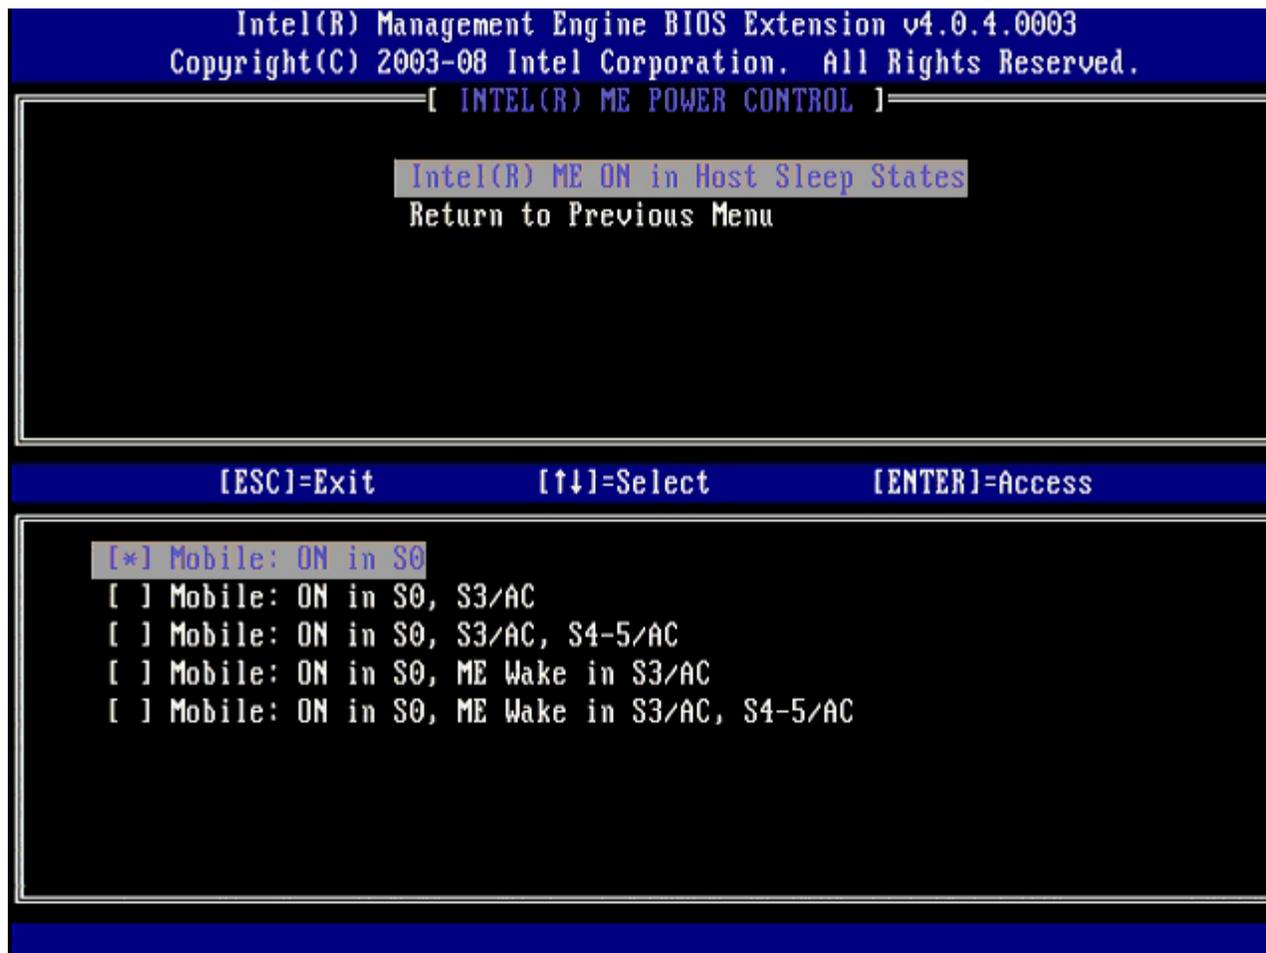 Intel(R) Management Engine BIOS Extension v4.0.4.0003
Copyright(C) 2003-08 Intel Corporation. All Rights Reserved.
[ INTEL(R) ME POWER CONTROL ]
Intel(R) ME ON in Host Sleep States
Return to Previous Menu
[ESC]=Exit [↑↓]=Select [ENTER]=Access
[*] Mobile: ON in S0
[ ] Mobile: ON in S0, S3/AC
[ ] Mobile: ON in S0, S3/AC, S4-5/AC
[ ] Mobile: ON in S0, ME Wake in S3/AC
[ ] Mobile: ON in S0, ME Wake in S3/AC, S4-5/AC